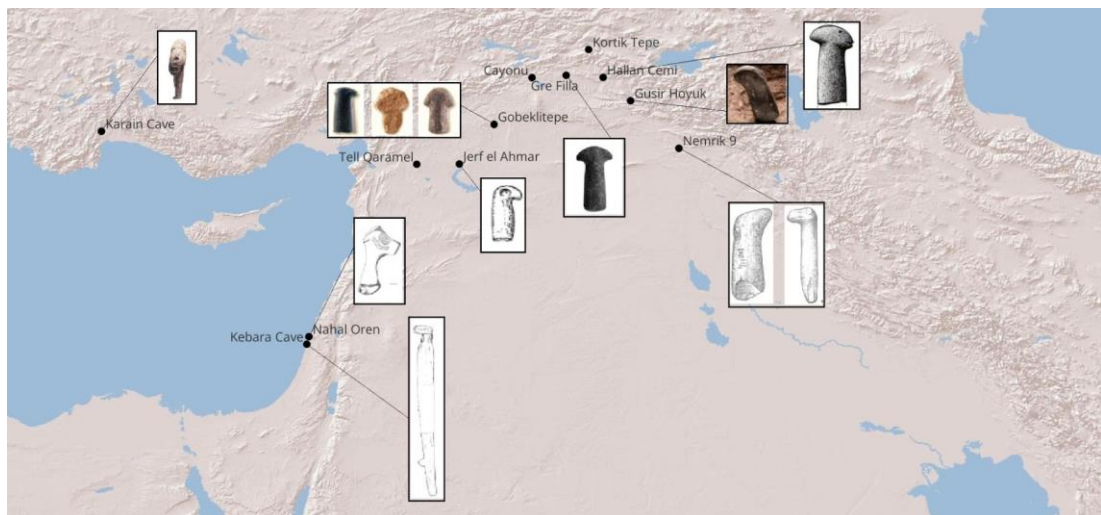 Kortik Tepe
Cayonu
Hallan Cemi
Gre Filla
Gusir Hoyuk
Karain Cave
Gobeklitepe
Nemrik 9
Tell Qaramel
Jerf el Ahmar
Nahal Oren
Kebara Cave